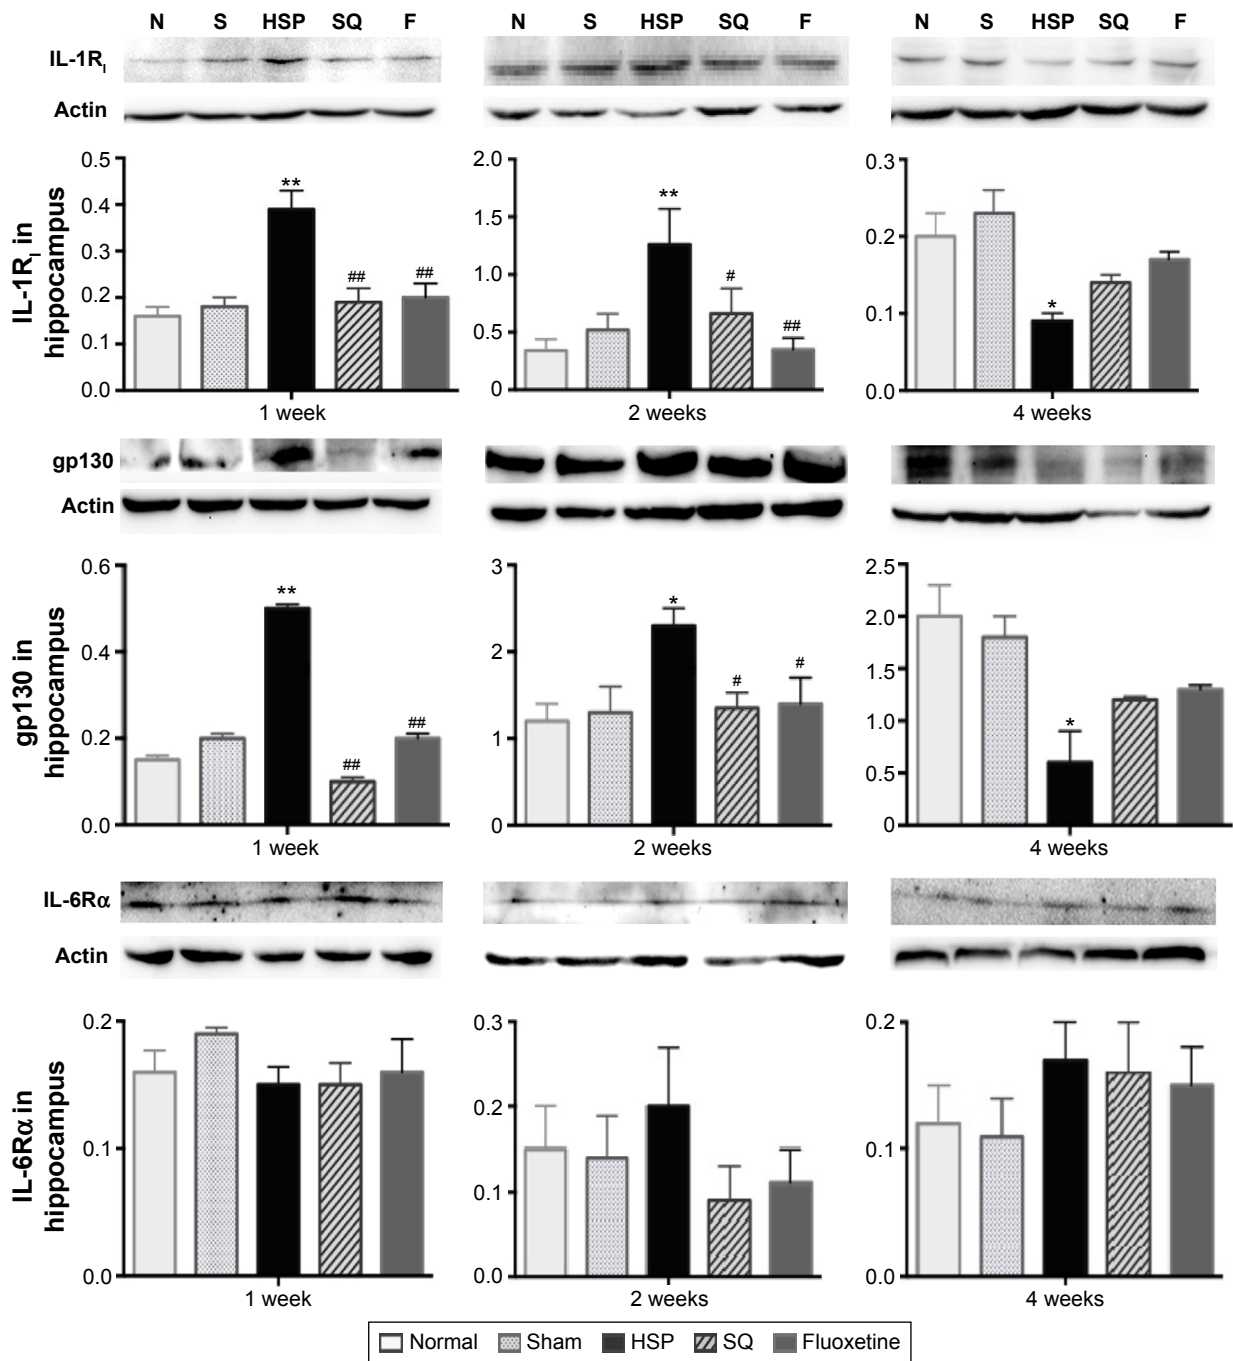 N S HSP SQ F N S HSP SQ F N S HSP SQ F
IL-1R_I
Actin
IL-1R_I in hippocampus
0.5
0.4
0.3
0.2
0.1
0.0
**
##
##
1 week
2.0
1.5
1.0
0.5
0
**
#
##
2 weeks
0.3
0.2
0.1
0.0
*
4 weeks
gp130
Actin
gp130 in hippocampus
0.6
0.4
0.2
0.0
**
##
##
1 week
3
2
1
0
*
#
#
2 weeks
2.5
2.0
1.5
1.0
0.5
0
*
4 weeks
IL-6Rα
Actin
IL-6Rα in hippocampus
0.2
0.1
0.0
1 week
0.3
0.2
0.1
0.0
2 weeks
0.2
0.1
0.0
4 weeks
Normal Sham HSP SQ Fluoxetine